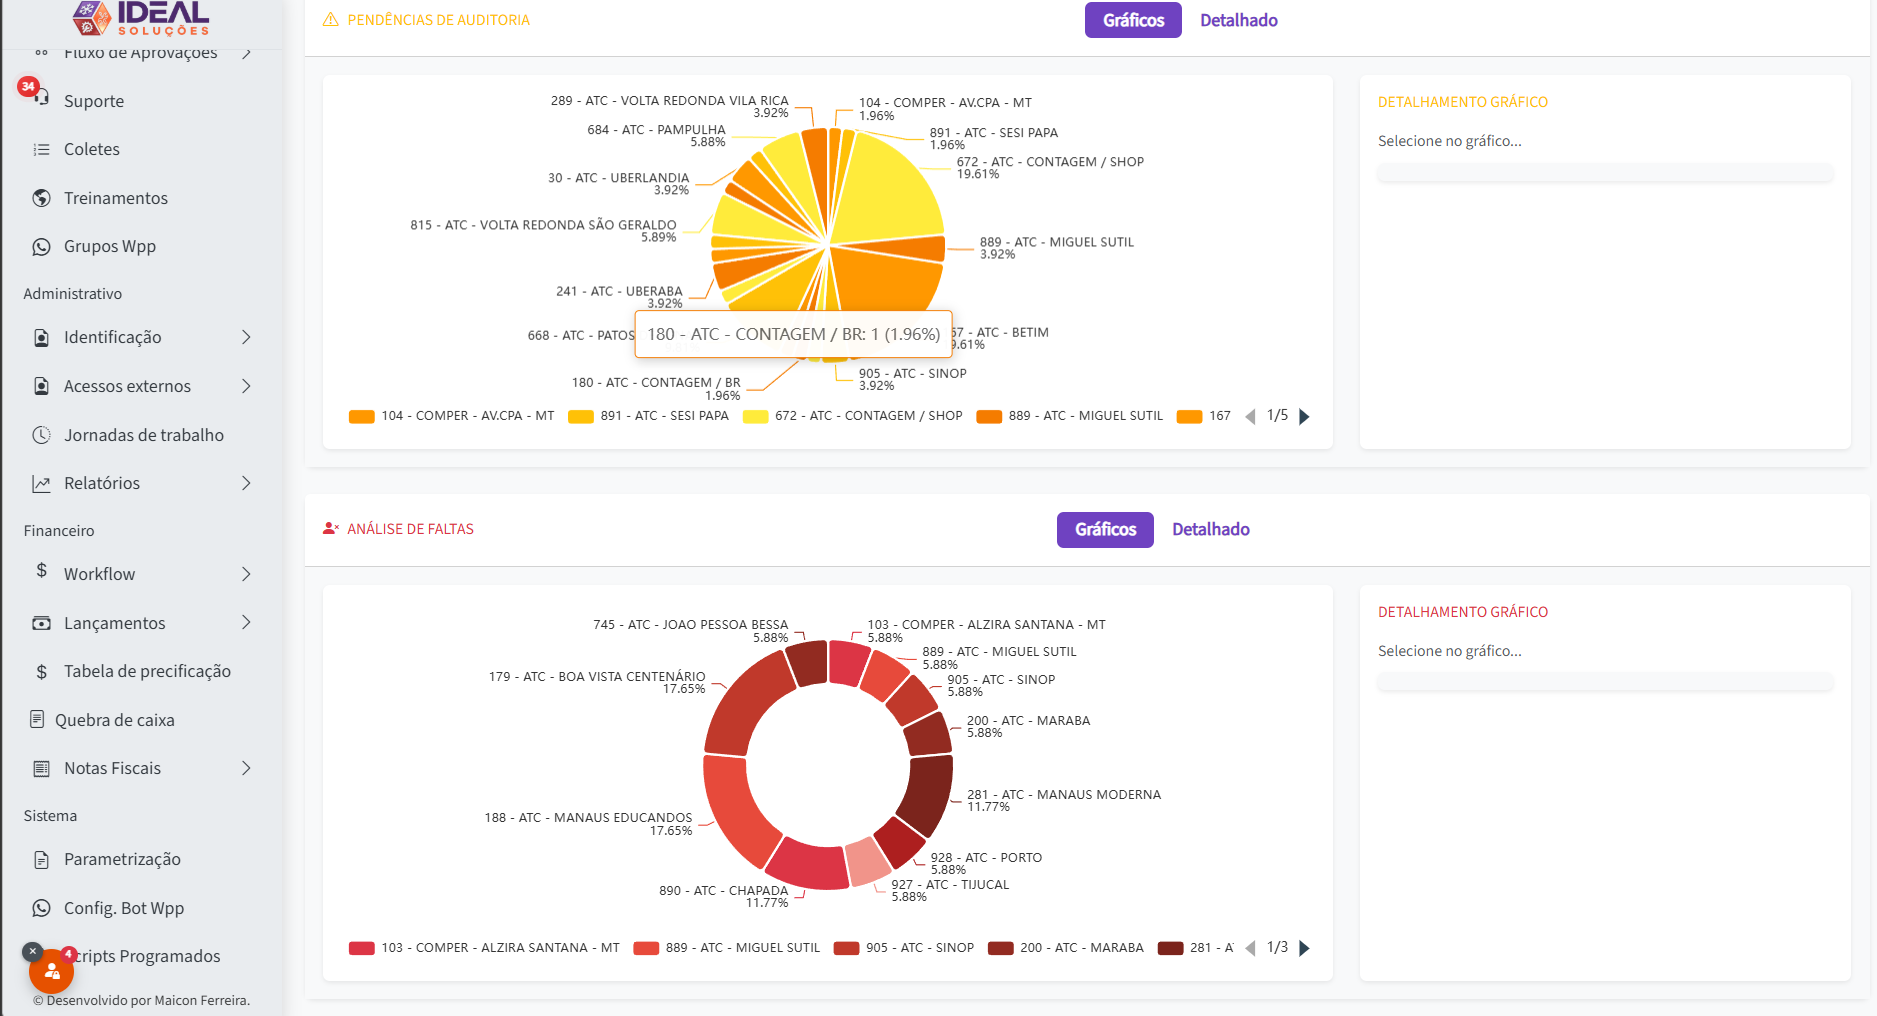 IDEAL
SOLUÇÕES
Fluxo de Aprovações
34
Suporte
Coletes
Treinamentos
Grupos Wpp
Administrativo
Identificação
Acessos externos
Jornadas de trabalho
Relatórios
Financeiro
Workflow
Lançamentos
Tabela de precificação
Quebra de caixa
Notas Fiscais
Sistema
Parametrização
Config. Bot Wpp
cripts Programados
4
© Desenvolvido por Maicon Ferreira.
PENDÊNCIAS DE AUDITORIA
Gráficos
Detalhado
289 - ATC - VOLTA REDONDA VILA RICA
3.92%
104 - COMPER - AV.CPA - MT
1.96%
684 - ATC - PAMPULHA
5.88%
891 - ATC - SESI PAPA
1.96%
672 - ATC - CONTAGEM / SHOP
19.61%
30 - ATC - UBERLANDIA
3.92%
815 - ATC - VOLTA REDONDA SÃO GERALDO
5.89%
889 - ATC - MIGUEL SUTIL
3.92%
241 - ATC - UBERABA
3.92%
668 - ATC - PATOS
180 - ATC - CONTAGEM / BR: 1 (1.96%)
67 - ATC - BETIM
9.61%
180 - ATC - CONTAGEM / BR
1.96%
905 - ATC - SINOP
3.92%
104 - COMPER - AV.CPA - MT
891 - ATC - SESI PAPA
672 - ATC - CONTAGEM / SHOP
889 - ATC - MIGUEL SUTIL
167
1/5
DETALHAMENTO GRÁFICO
Selecione no gráfico...
ANÁLISE DE FALTAS
Gráficos
Detalhado
745 - ATC - JOAO PESSOA BESSA
5.88%
103 - COMPER - ALZIRA SANTANA - MT
5.88%
889 - ATC - MIGUEL SUTIL
5.88%
179 - ATC - BOA VISTA CENTENÁRIO
17.65%
905 - ATC - SINOP
5.88%
200 - ATC - MARABA
5.88%
281 - ATC - MANAUS MODERNA
11.77%
188 - ATC - MANAUS EDUCANDOS
17.65%
928 - ATC - PORTO
5.88%
890 - ATC - CHAPADA
11.77%
927 - ATC - TIJUCAL
5.88%
103 - COMPER - ALZIRA SANTANA - MT
889 - ATC - MIGUEL SUTIL
905 - ATC - SINOP
200 - ATC - MARABA
281 - A
1/3
DETALHAMENTO GRÁFICO
Selecione no gráfico...